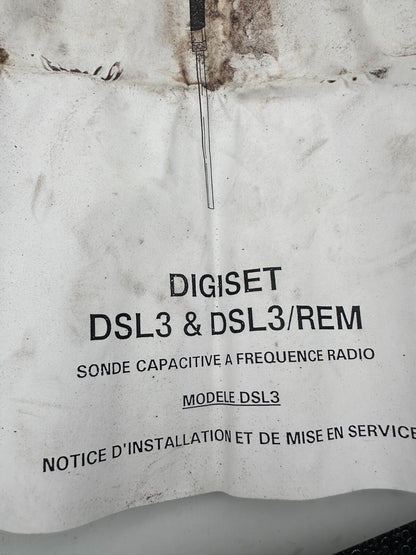 DIGISET
DSL3 & DSL3/REM
SONDE CAPACITIVE A FREQUENCE RADIO
MODELE DSL3
NOTICE D'INSTALLATION ET DE MISE EN SERVICE